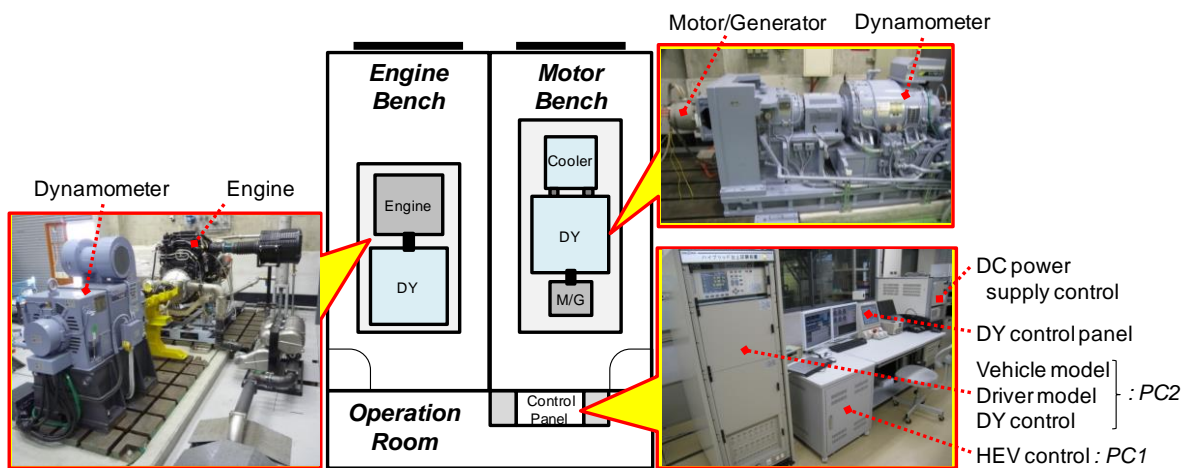 Motor/Generator
Dynamometer
Engine
Bench
Motor
Bench
Cooler
Dynamometer
Engine
Engine
DY
DY
M/G
DC power
supply control
DY control panel
Vehicle model
Driver model
DY control
: PC2
HEV control : PC1
Operation
Room
Control
Panel